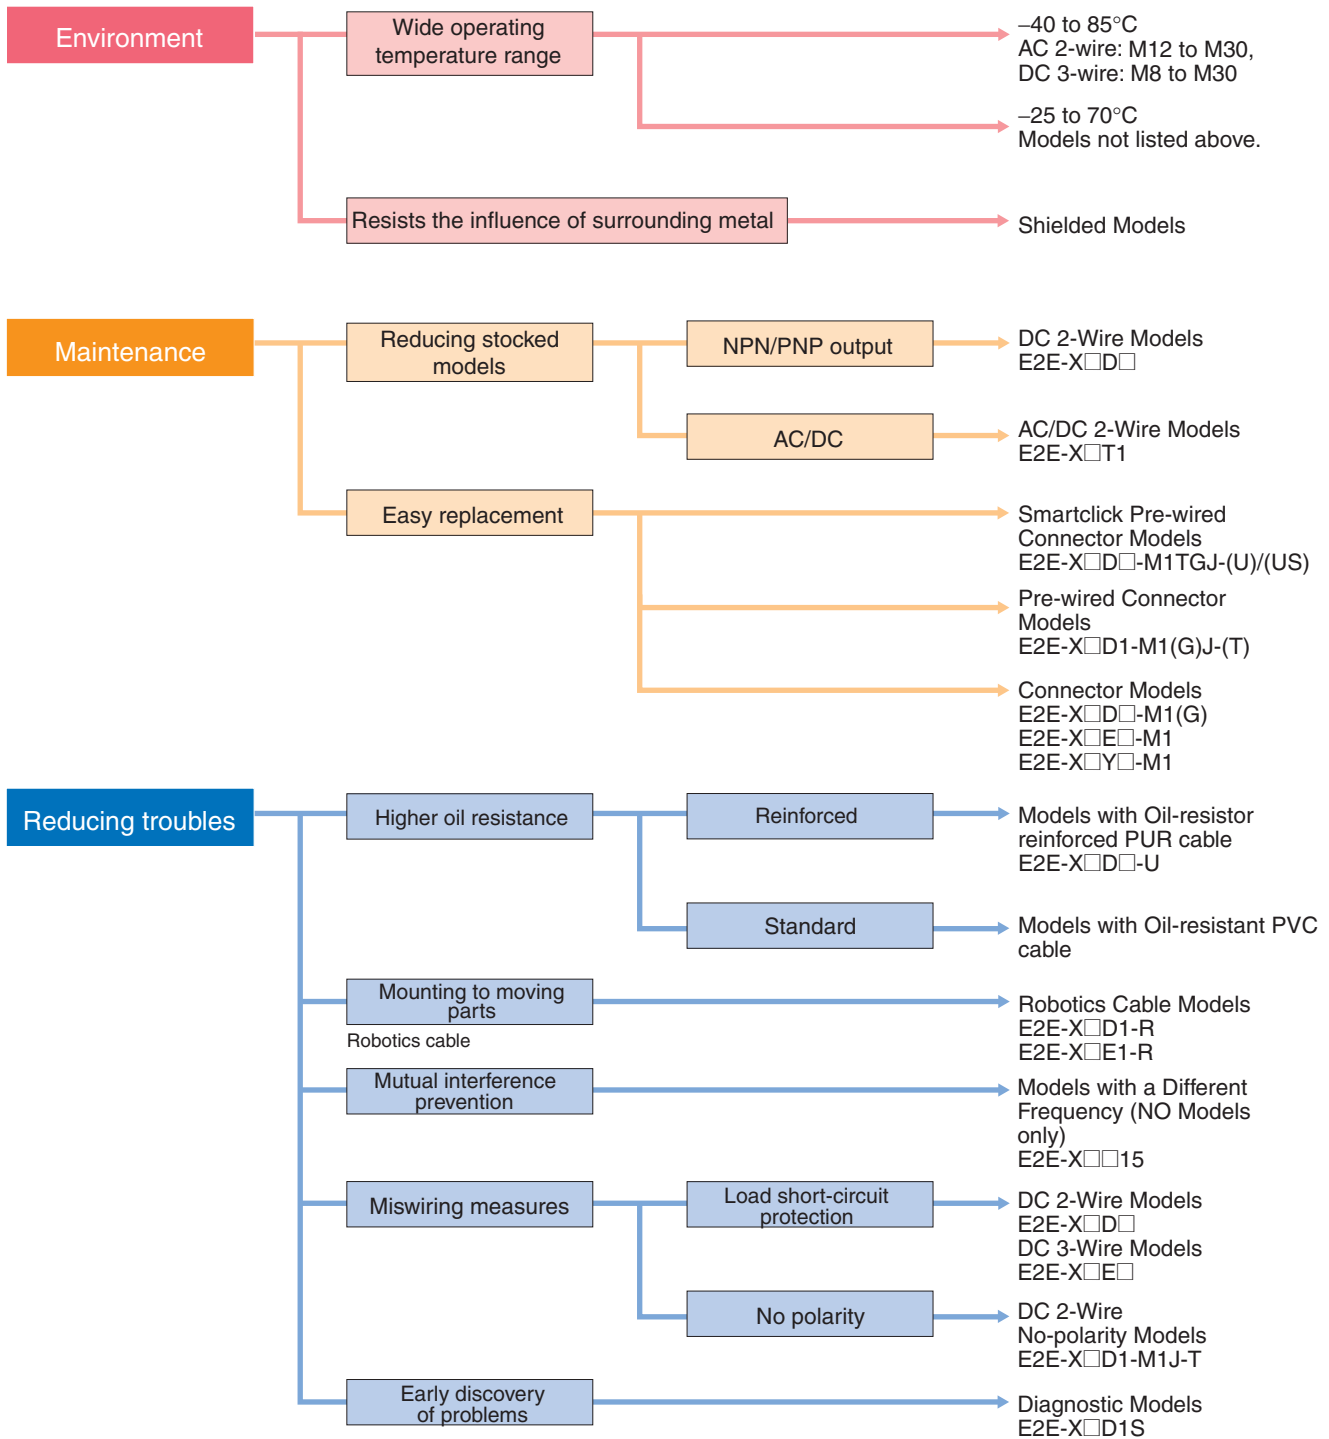 Environment
Wide operating
temperature range
–40 to 85°C
AC 2-wire: M12 to M30,
DC 3-wire: M8 to M30
–25 to 70°C
Models not listed above.
Resists the influence of surrounding metal
Shielded Models
Maintenance
Reducing stocked
models
NPN/PNP output
DC 2-Wire Models
E2E-X□D□
AC/DC
AC/DC 2-Wire Models
E2E-X□T1
Easy replacement
Smartclick Pre-wired
Connector Models
E2E-X□D□-M1TGJ-(U)/(US)
Pre-wired Connector
Models
E2E-X□D1-M1(G)J-(T)
Connector Models
E2E-X□D□-M1(G)
E2E-X□E□-M1
E2E-X□Y□-M1
Reducing troubles
Higher oil resistance
Reinforced
Models with Oil-resistor
reinforced PUR cable
E2E-X□D□-U
Standard
Models with Oil-resistant PVC
cable
Mounting to moving
parts
Robotics cable
Robotics Cable Models
E2E-X□D1-R
E2E-X□E1-R
Mutual interference
prevention
Models with a Different
Frequency (NO Models
only)
E2E-X□□15
Miswiring measures
Load short-circuit
protection
DC 2-Wire Models
E2E-X□D□
DC 3-Wire Models
E2E-X□E□
No polarity
DC 2-Wire
No-polarity Models
E2E-X□D1-M1J-T
Early discovery
of problems
Diagnostic Models
E2E-X□D1S